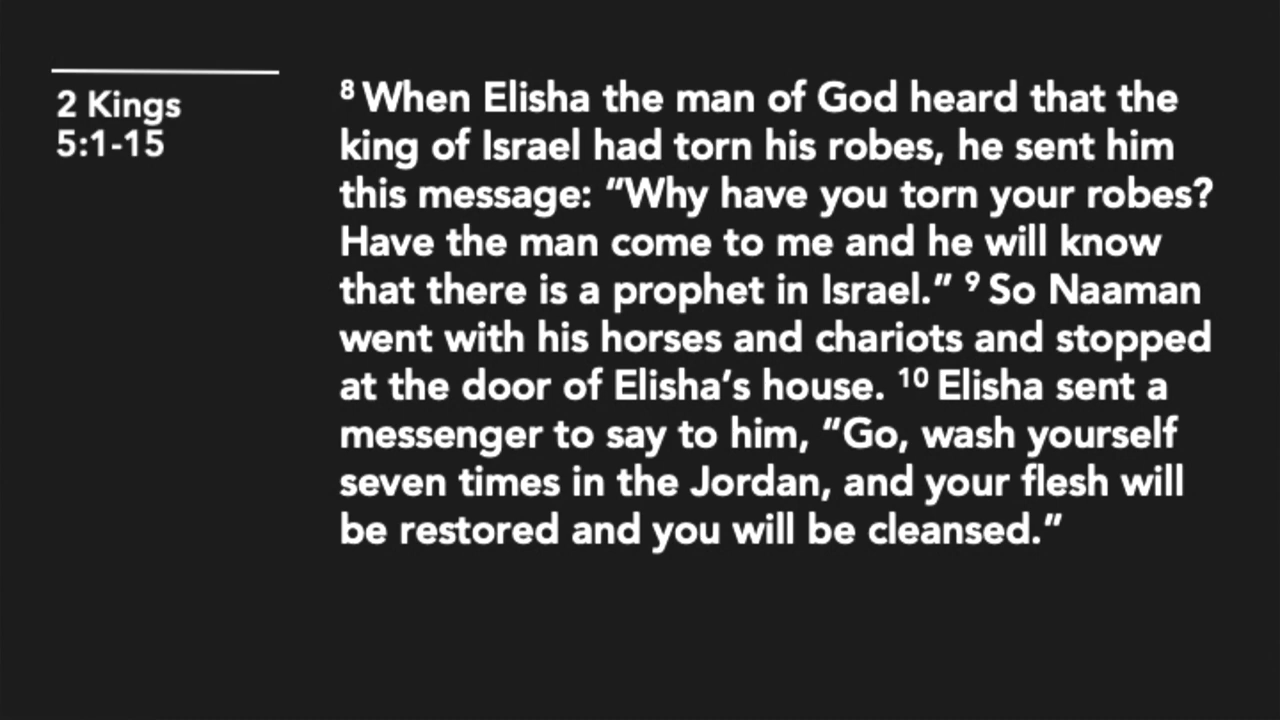 2 Kings
5:1-15
8 When Elisha the man of God heard that the
king of Israel had torn his robes, he sent him
this message: “Why have you torn your robes?
Have the man come to me and he will know
that there is a prophet in Israel.” 9 So Naaman
went with his horses and chariots and stopped
at the door of Elisha’s house. 10 Elisha sent a
messenger to say to him, “Go, wash yourself
seven times in the Jordan, and your flesh will
be restored and you will be cleansed.”